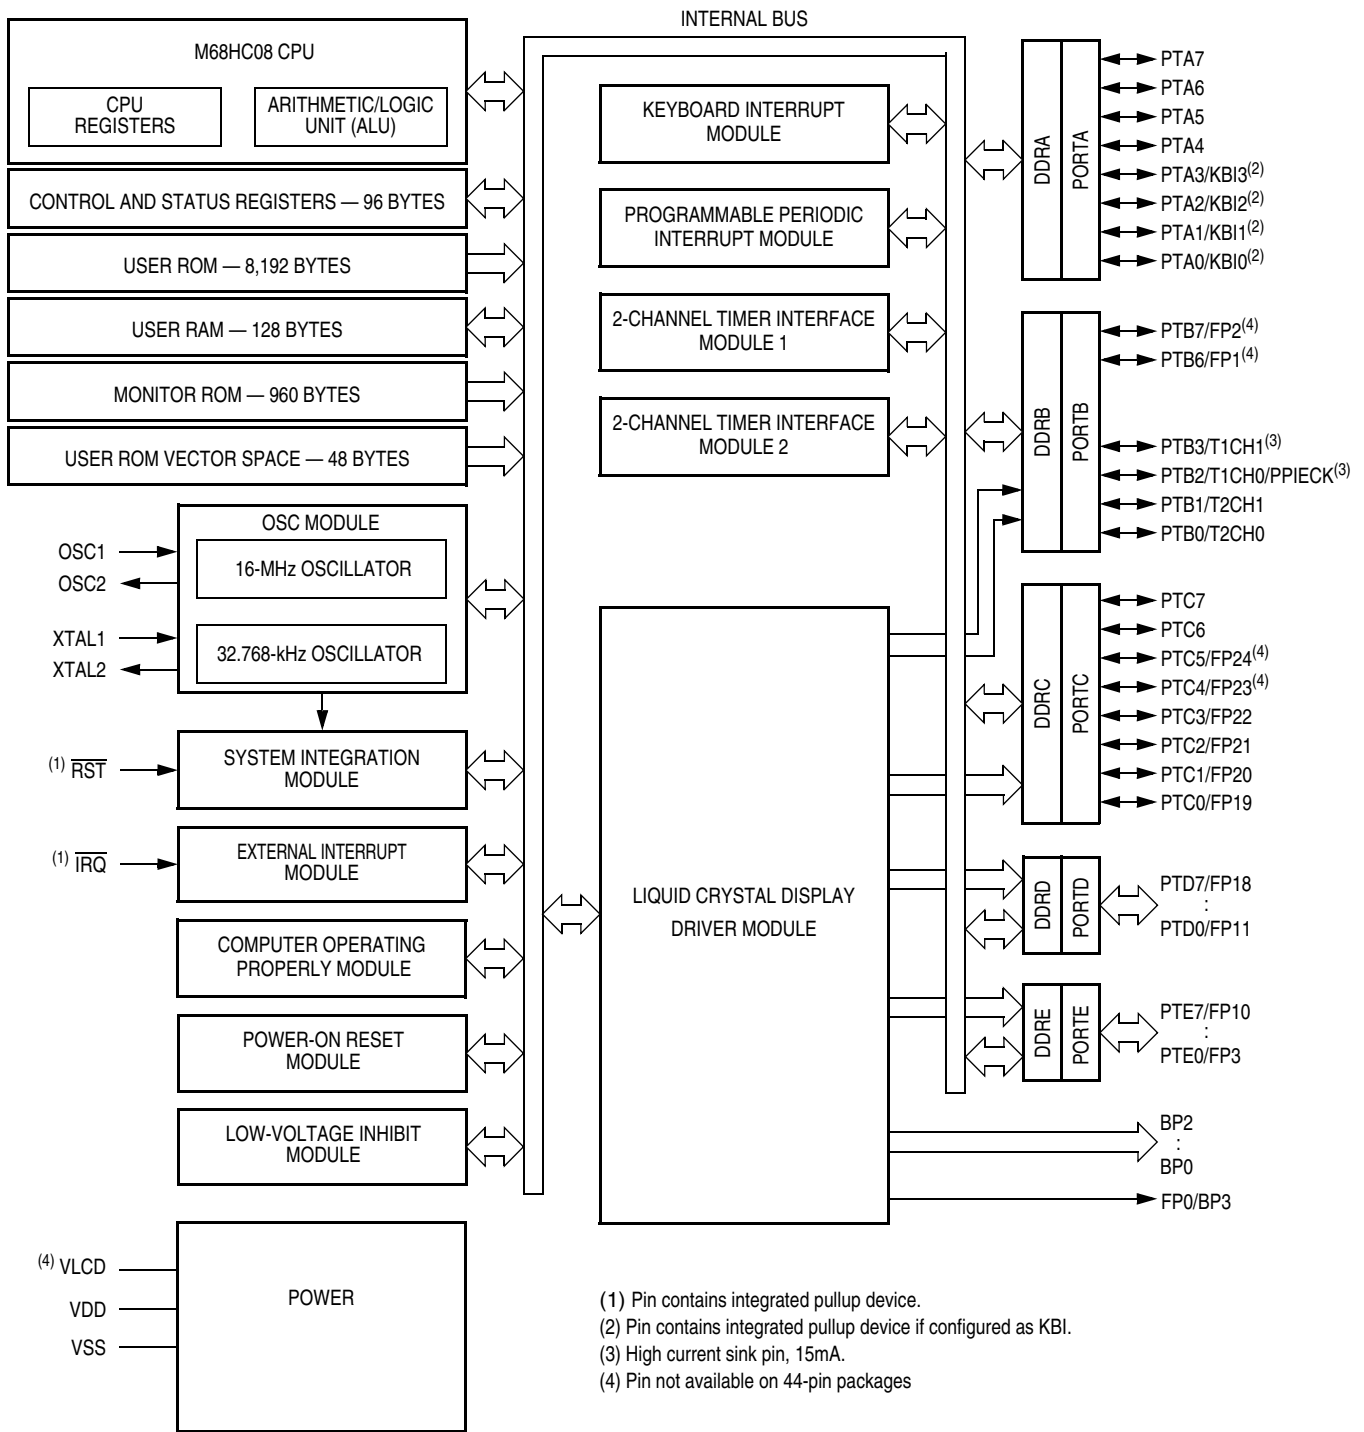 INTERNAL BUS
M68HC08 CPU
CPU
REGISTERS
ARITHMETIC/LOGIC
UNIT (ALU)
CONTROL AND STATUS REGISTERS — 96 BYTES
USER ROM — 8,192 BYTES
USER RAM — 128 BYTES
MONITOR ROM — 960 BYTES
USER ROM VECTOR SPACE — 48 BYTES
OSC MODULE
16-MHz OSCILLATOR
32.768-kHz OSCILLATOR
OSC1
OSC2
XTAL1
XTAL2
(1) RST
SYSTEM INTEGRATION
MODULE
(1) IRQ
EXTERNAL INTERRUPT
MODULE
COMPUTER OPERATING
PROPERLY MODULE
POWER-ON RESET
MODULE
LOW-VOLTAGE INHIBIT
MODULE
(4) VLCD
VDD
VSS
POWER
KEYBOARD INTERRUPT
MODULE
PROGRAMMABLE PERIODIC
INTERRUPT MODULE
2-CHANNEL TIMER INTERFACE
MODULE 1
2-CHANNEL TIMER INTERFACE
MODULE 2
LIQUID CRYSTAL DISPLAY
DRIVER MODULE
DDRA
PORTA
PTA7
PTA6
PTA5
PTA4
PTA3/KBI3(2)
PTA2/KBI2(2)
PTA1/KBI1(2)
PTA0/KBI0(2)
DDRB
PORTB
PTB7/FP2(4)
PTB6/FP1(4)
PTB3/T1CH1(3)
PTB2/T1CH0/PPIECK(3)
PTB1/T2CH1
PTB0/T2CH0
DDRC
PORTC
PTC7
PTC6
PTC5/FP24(4)
PTC4/FP23(4)
PTC3/FP22
PTC2/FP21
PTC1/FP20
PTC0/FP19
DDRD
PORTD
PTD7/FP18
:
PTD0/FP11
DDRE
PORTE
PTE7/FP10
:
PTE0/FP3
BP2
:
BP0
FP0/BP3
(1) Pin contains integrated pullup device.
(2) Pin contains integrated pullup device if configured as KBI.
(3) High current sink pin, 15mA.
(4) Pin not available on 44-pin packages